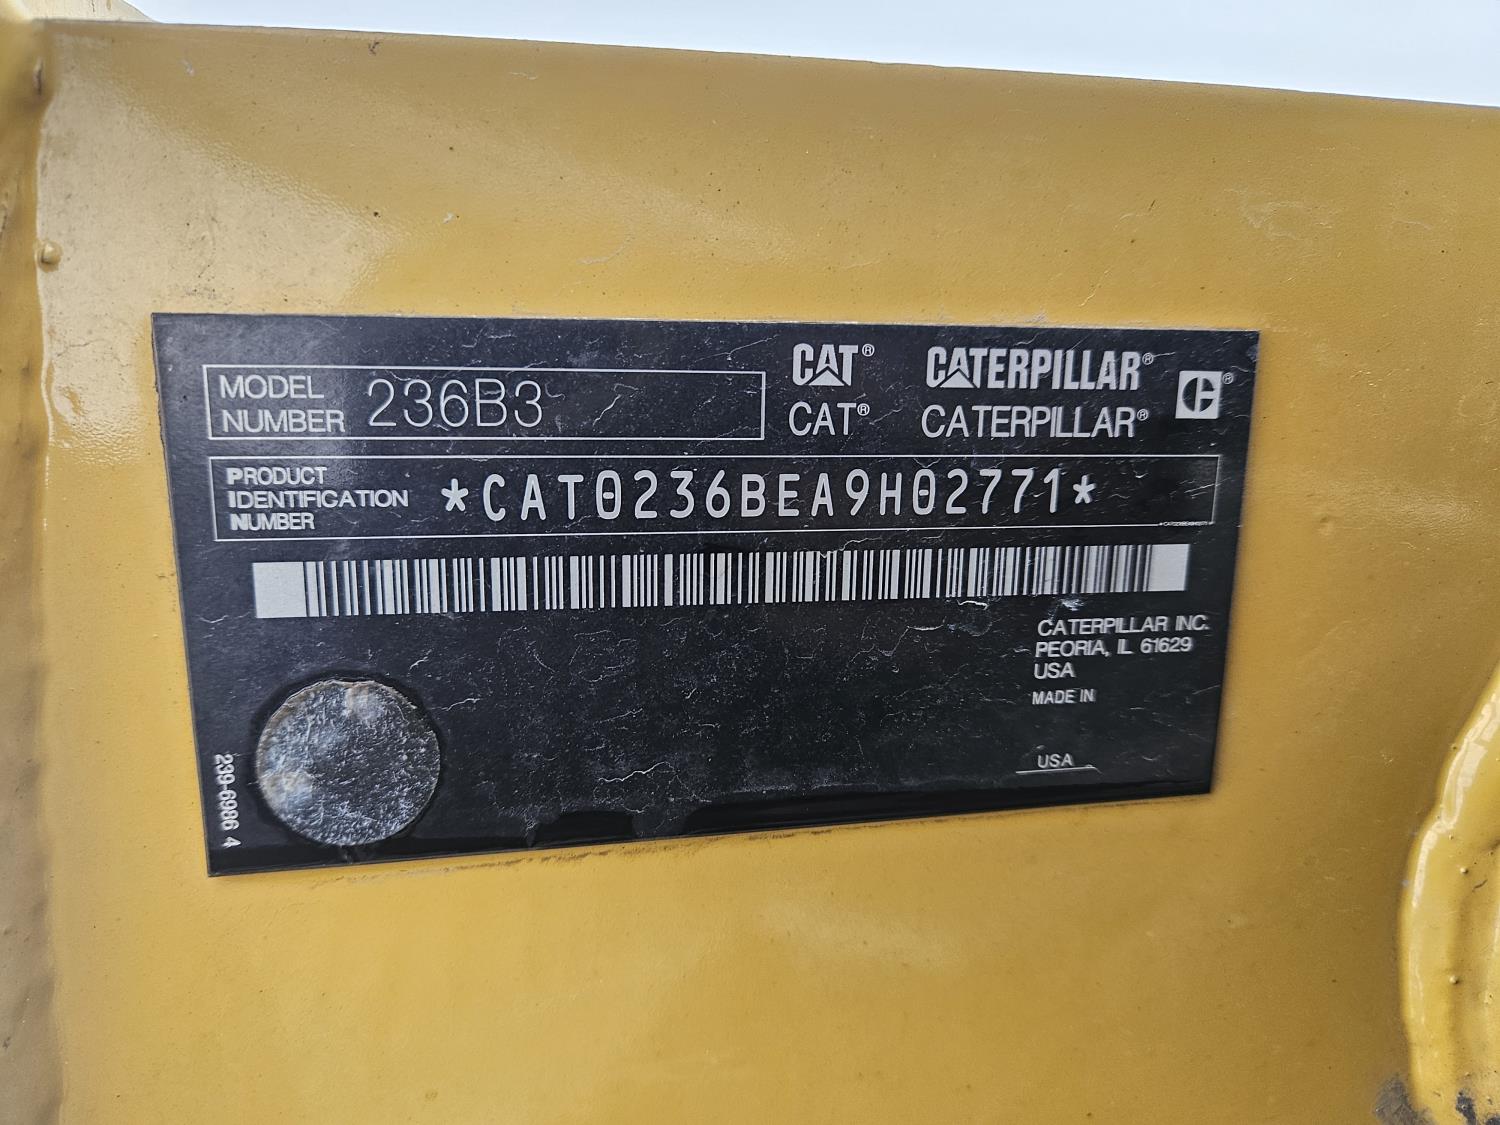 MODEL NUMBER 236B3
CAT® CATERPILLAR® C®
CAT® CATERPILLAR®
PRODUCT
IDENTIFICATION
NUMBER
*CAT0236BEA9H02771*
CATERPILLAR INC.
PEORIA, IL 61629
USA
MADE IN
USA
239-6986 4